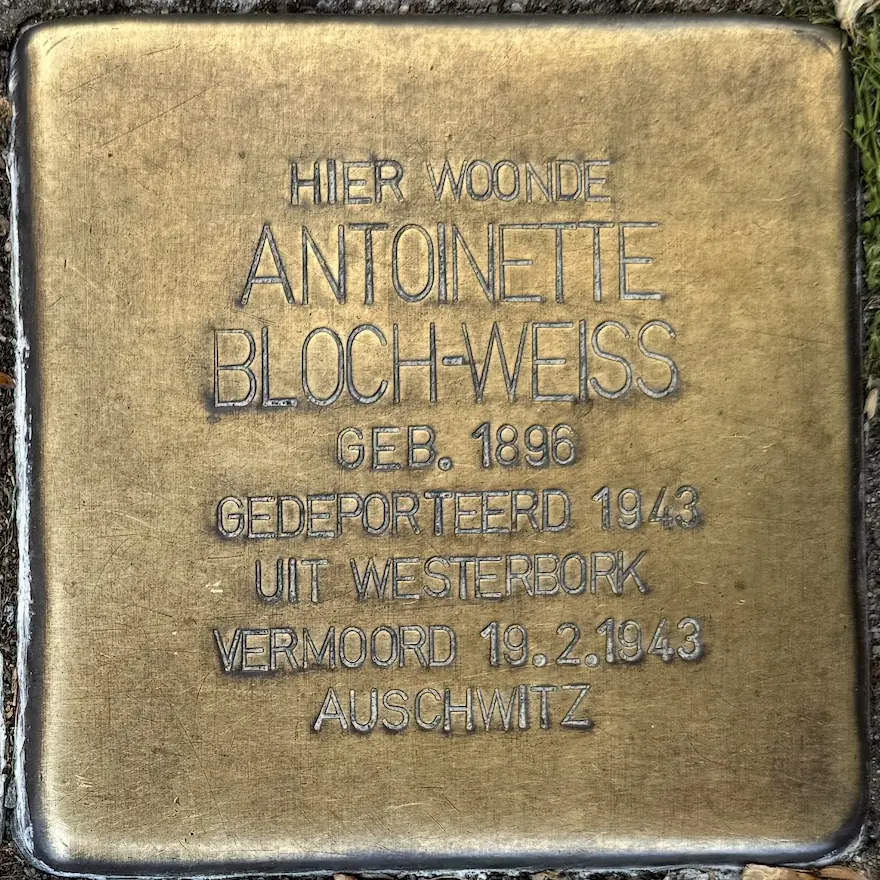 HIER WOONDE
ANTOINETTE
BLOCH-WEISS
GEB. 1896
GEDEPORTEERD 1943
UIT WESTERBORK
VERMOORD 19.2.1943
AUSCHWITZ